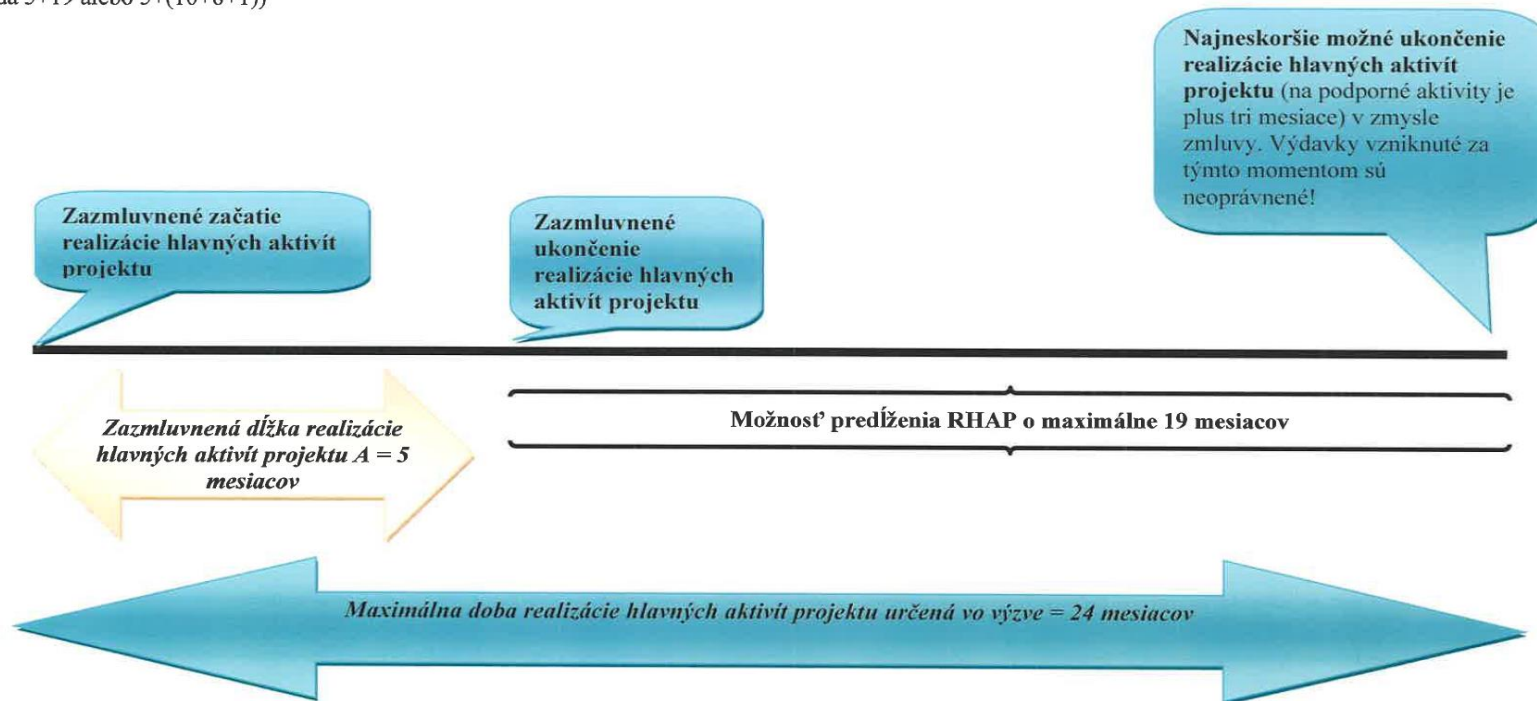 Najneskoršie možné ukončenie
realizácie hlavných aktivít
projektu (na podporné aktivity je
plus tri mesiace) v zmysle
zmluvy. Výdavky vzniknuté za
týmto momentom sú
neoprávnené!
Zazmluvnené začatie
realizácie hlavných aktivít
projektu
Zazmluvnené
ukončenie
realizácie hlavných
aktivít projektu
Zazmluvnená dĺžka realizácie
hlavných aktivít projektu A = 5
mesiacov
Možnosť predĺženia RHAP o maximálne 19 mesiacov
Maximálna doba realizácie hlavných aktivít projektu určená vo výzve = 24 mesiacov